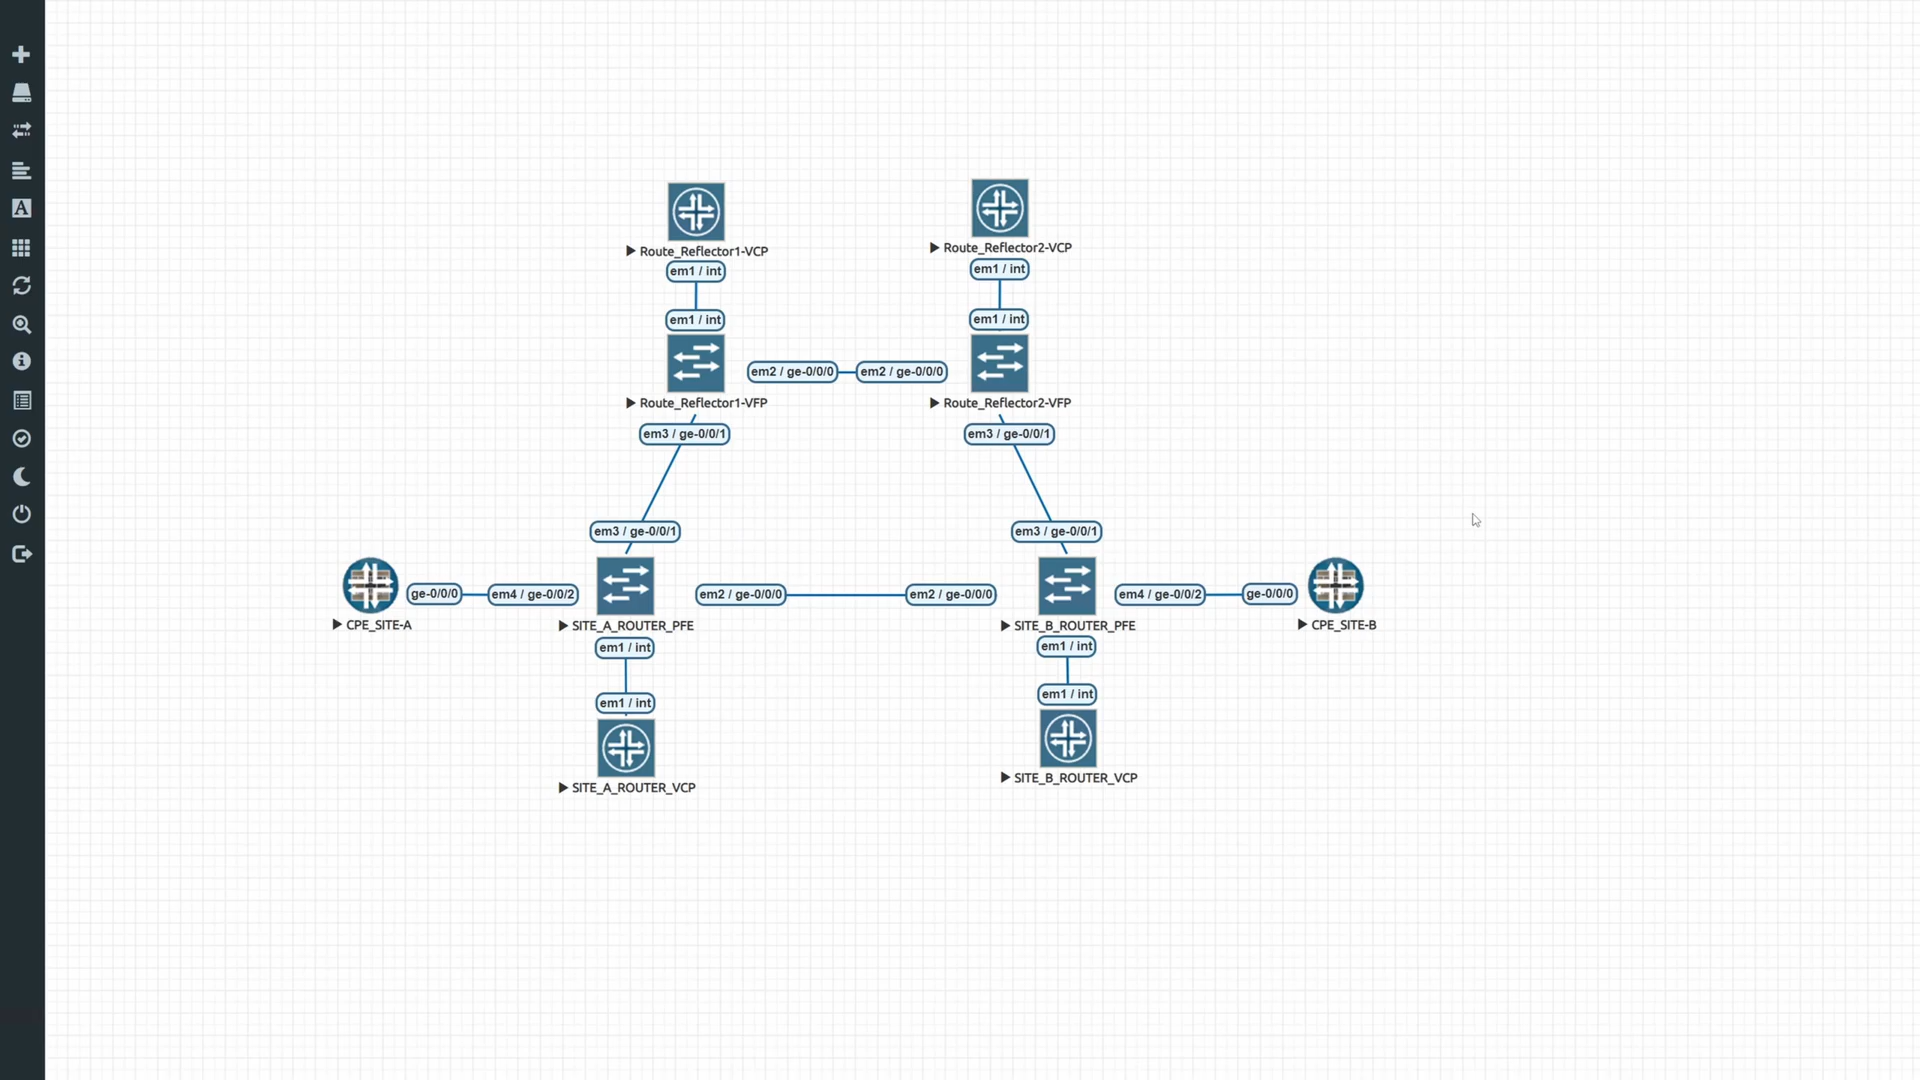 Route_Reflector1-VCP
Route_Reflector2-VCP
em1 / int
em1 / int
em1 / int
em1 / int
em2 / ge-0/0/0
em2 / ge-0/0/0
Route_Reflector1-VFP
Route_Reflector2-VFP
em3 / ge-0/0/1
em3 / ge-0/0/1
em3 / ge-0/0/1
em3 / ge-0/0/1
ge-0/0/0
em4 / ge-0/0/2
em2 / ge-0/0/0
em2 / ge-0/0/0
em4 / ge-0/0/2
ge-0/0/0
CPE_SITE-A
SITE_A_ROUTER_PFE
SITE_B_ROUTER_PFE
CPE_SITE-B
em1 / int
em1 / int
em1 / int
em1 / int
SITE_A_ROUTER_VCP
SITE_B_ROUTER_VCP